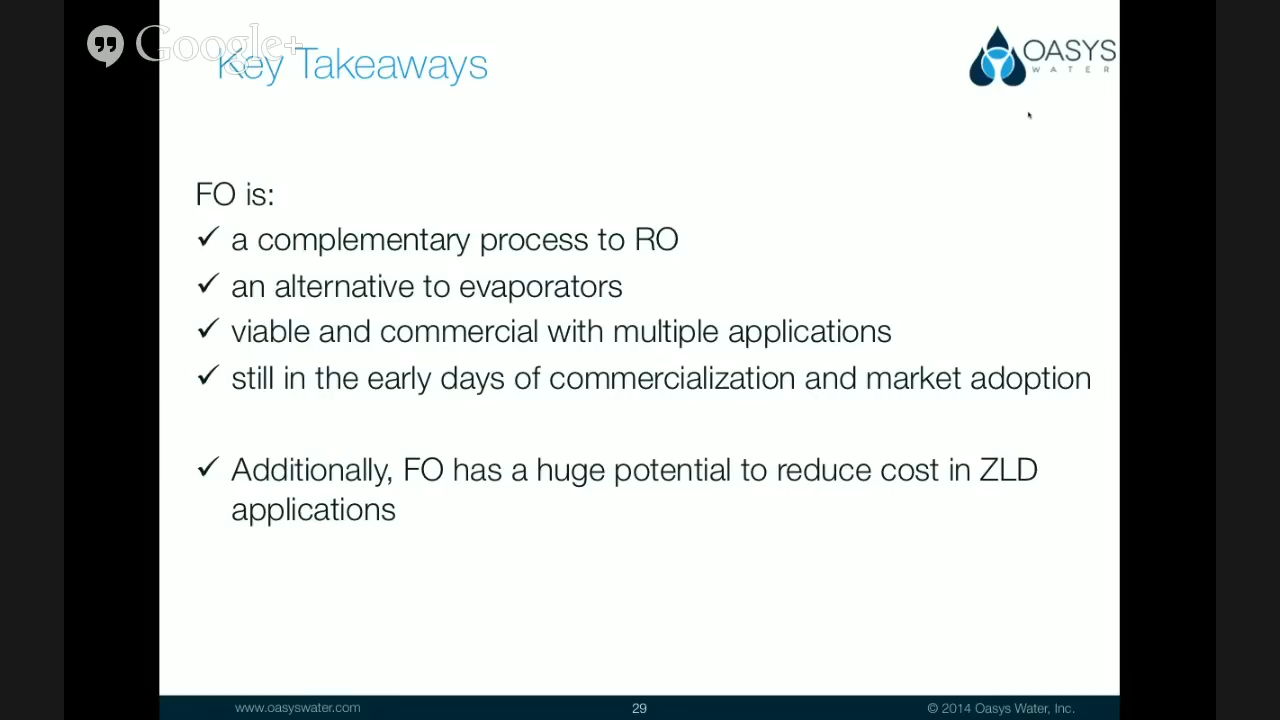 Google+
Key Takeaways
OASYS
WATER
FO is:
✓ a complementary process to RO
✓ an alternative to evaporators
✓ viable and commercial with multiple applications
✓ still in the early days of commercialization and market adoption
✓ Additionally, FO has a huge potential to reduce cost in ZLD
applications
www.oasyswater.com
29
© 2014 Oasys Water, Inc.